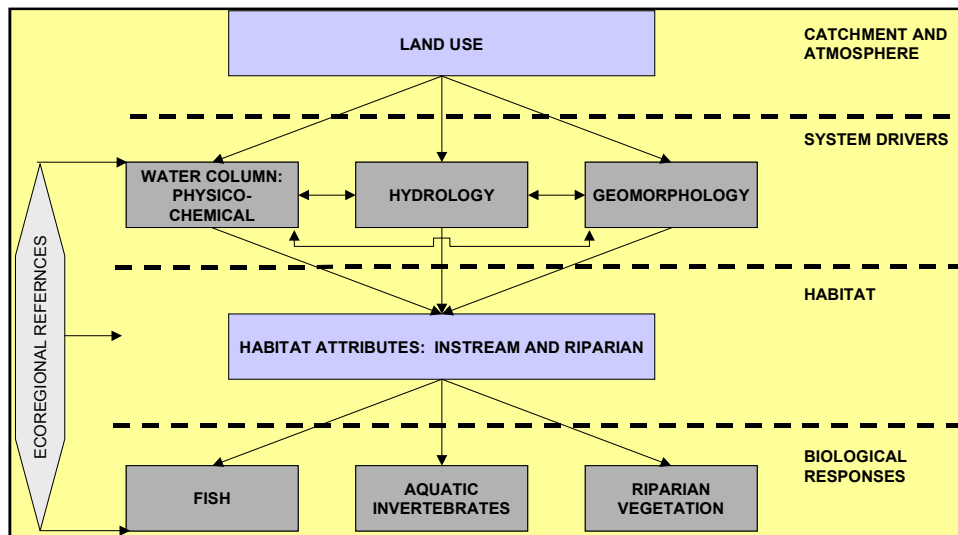 LAND USE
CATCHMENT AND
ATMOSPHERE
SYSTEM DRIVERS
WATER COLUMN:
PHYSICO-
CHEMICAL
HYDROLOGY
GEOMORPHOLOGY
ECOREGIONAL REFERNCES
HABITAT
HABITAT ATTRIBUTES: INSTREAM AND RIPARIAN
BIOLOGICAL
RESPONSES
FISH
AQUATIC
INVERTEBRATES
RIPARIAN
VEGETATION